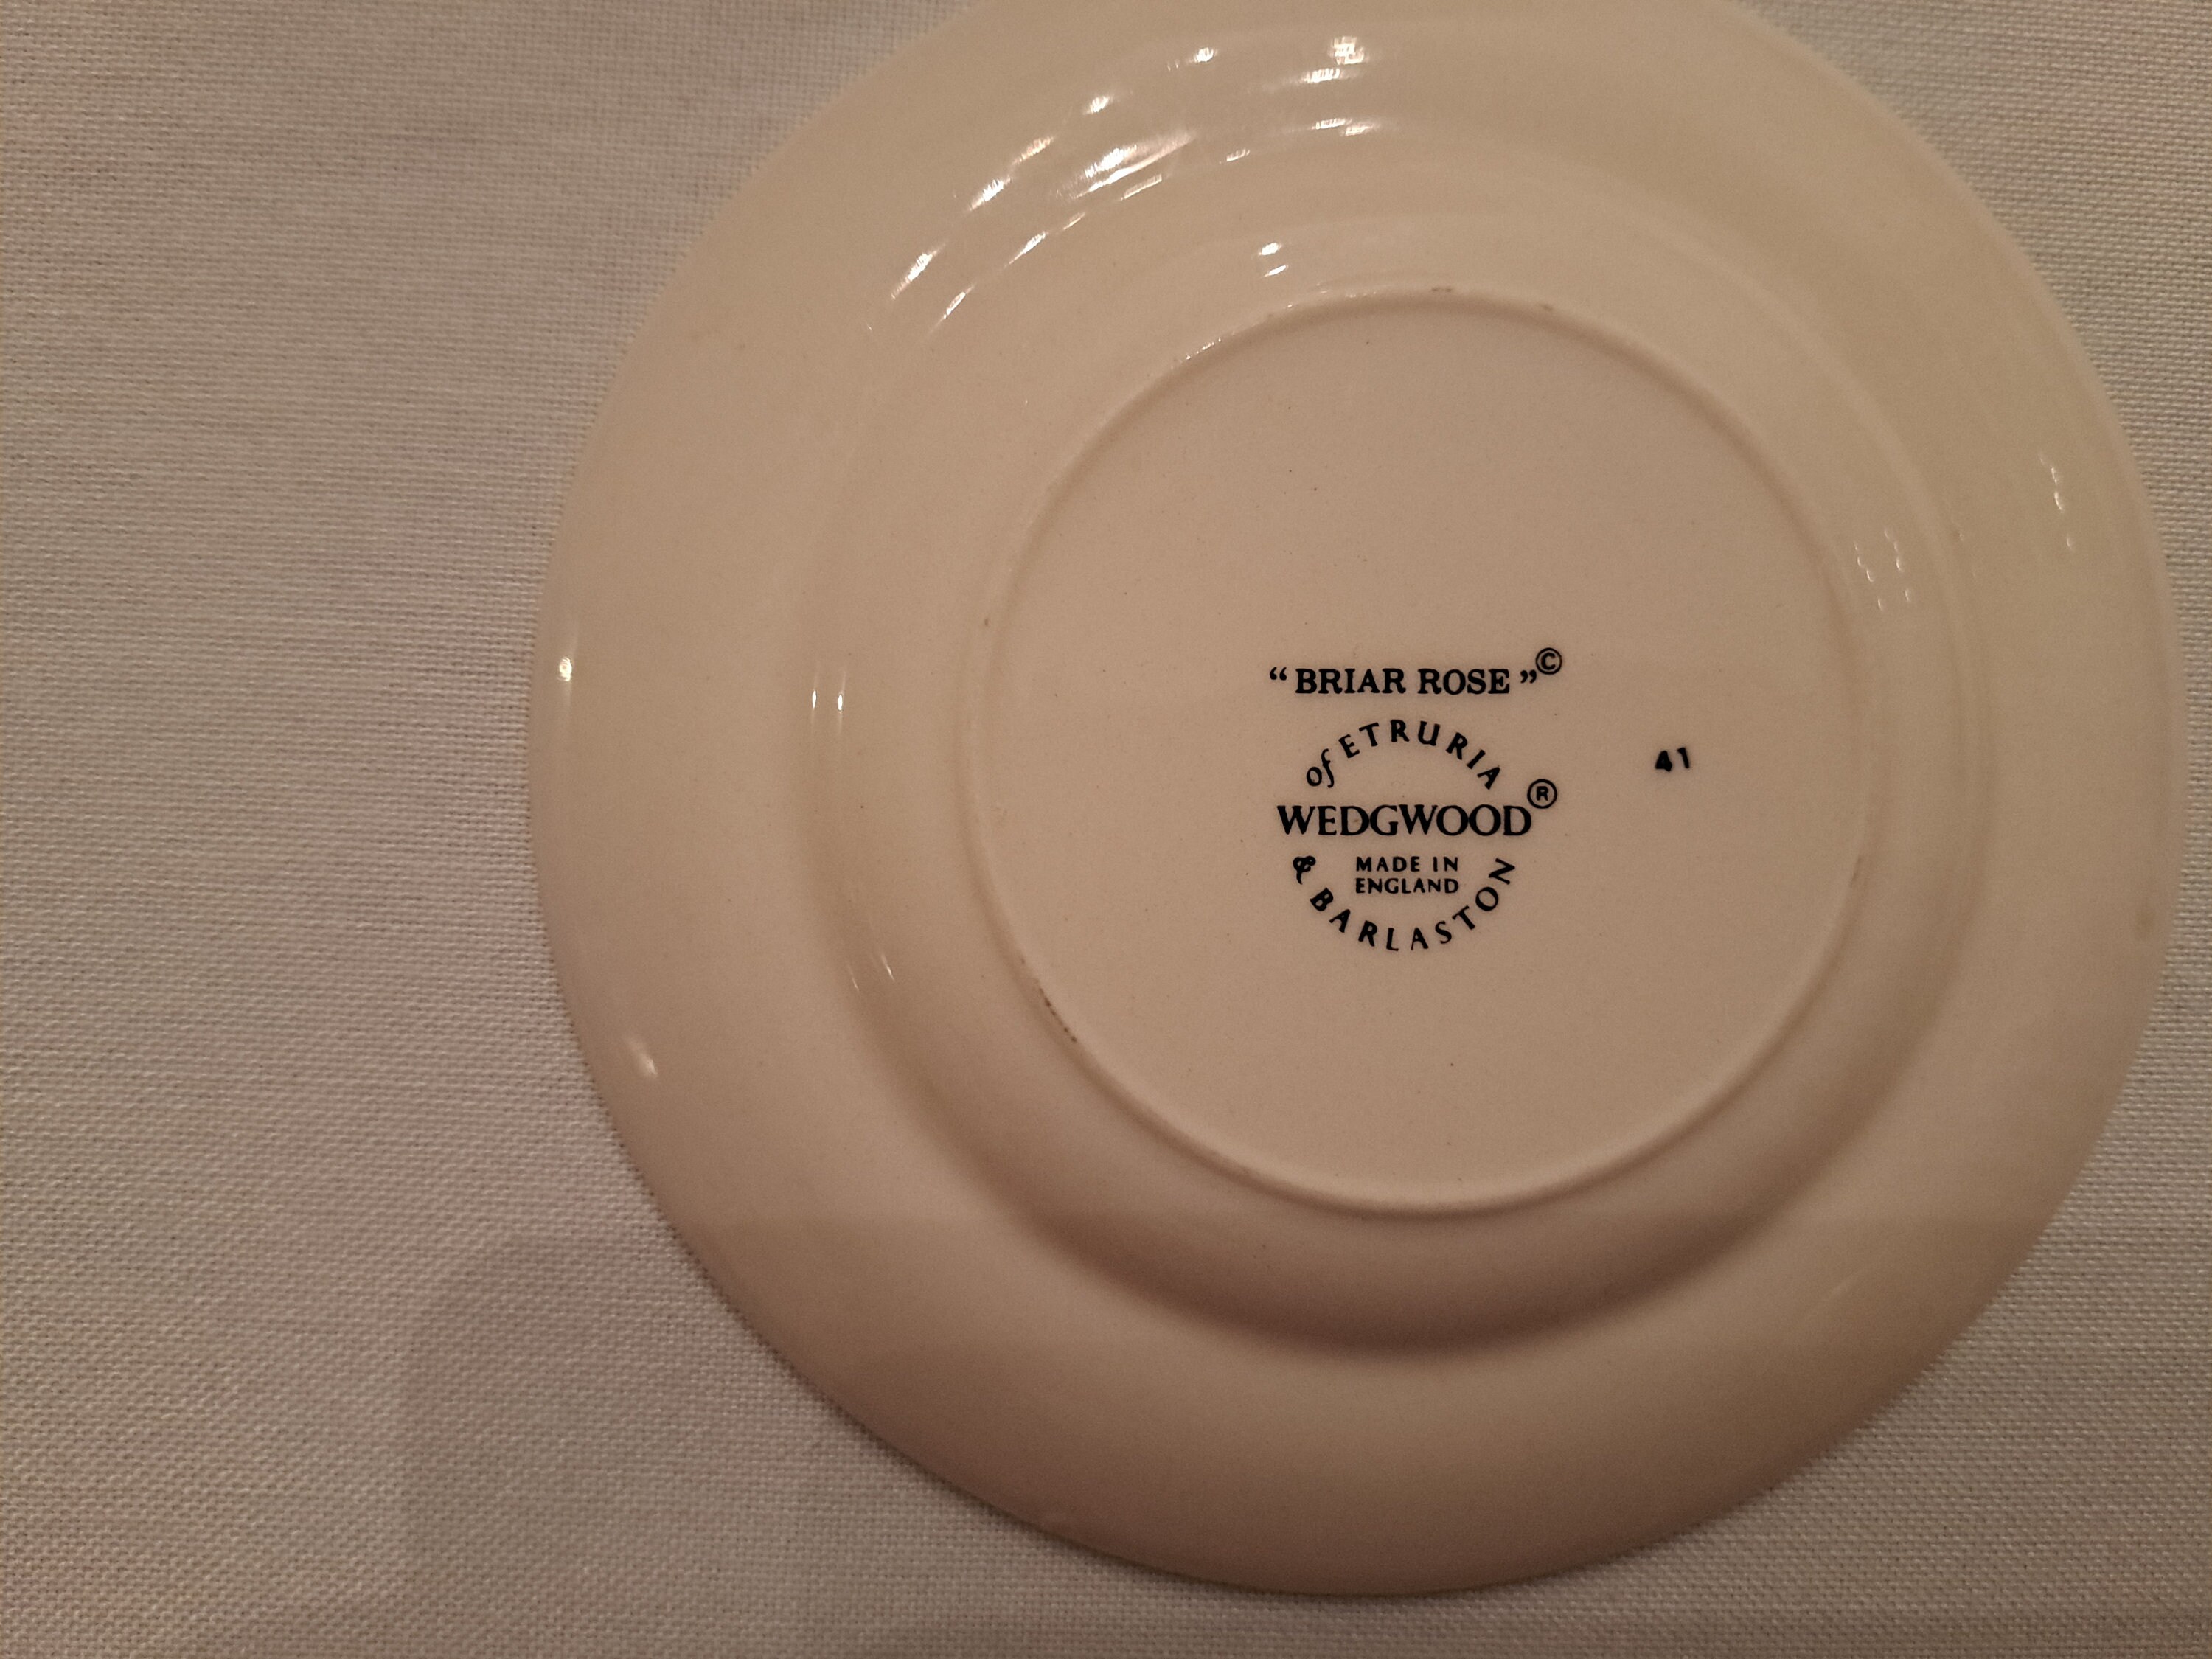 “BRIAR ROSE”©
of ETRURIA
WEDGWOOD®
MADE IN
ENGLAND
& BARLASTON
41